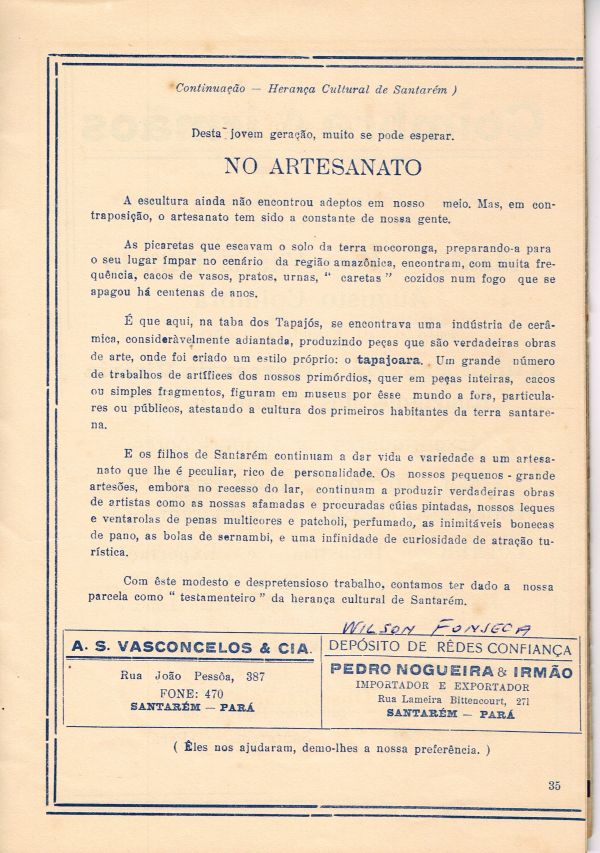 (Continuação — Herança Cultural de Santarém )
Desta jovem geração, muito se pode esperar.
NO ARTESANATO
A escultura ainda não encontrou adeptos em nosso meio. Mas, em con-
traposição, o artesanato tem sido a constante de nossa gente.
As picaretas que escavam o solo da terra mocoronga, preparando-a para
o seu lugar ímpar no cenário da região amazônica, encontram, com muita fre-
quência, cacos de vasos, pratos, urnas, " caretas " cozidos num fogo que se
apagou há centenas de anos.
É que aqui, na taba dos Tapajós, se encontrava uma indústria de cerâ-
mica, consideràvelmente adiantada, produzindo peças que são verdadeiras obras
de arte, onde foi criado um estilo próprio: o tapajoara. Um grande número
de trabalhos de artífices dos nossos primórdios, quer em peças inteiras, cacos
ou simples fragmentos, figuram em museus por êsse mundo a fora, particula-
res ou públicos, atestando a cultura dos primeiros habitantes da terra santare-
na.
E os filhos de Santarém continuam a dar vida e variedade a um artesa-
nato que lhe é peculiar, rico de personalidade. Os nossos pequenos - grande
artesões, embora no recesso do lar, continuam a produzir verdadeiras obras
de artistas como as nossas afamadas e procuradas cúias pintadas, nossos leques
e ventarolas de penas multicores e patcholi, perfumado, as inimitáveis bonecas
de pano, as bolas de sernambi, e uma infinidade de curiosidade de atração tu-
rística.
Com êste modesto e despretensioso trabalho, contamos ter dado a nossa
parcela como " testamenteiro " da herança cultural de Santarém.
WILSON FONSECA
A. S. VASCONCELOS & CIA.
Rua João Pessôa, 387
FONE: 470
SANTARÉM — PARÁ
DEPÓSITO DE RÊDES CONFIANÇA
PEDRO NOGUEIRA & IRMÃO
IMPORTADOR E EXPORTADOR
Rua Lameira Bittencourt, 271
SANTARÉM — PARÁ
( Êles nos ajudaram, demo-lhes a nossa preferência. )
35